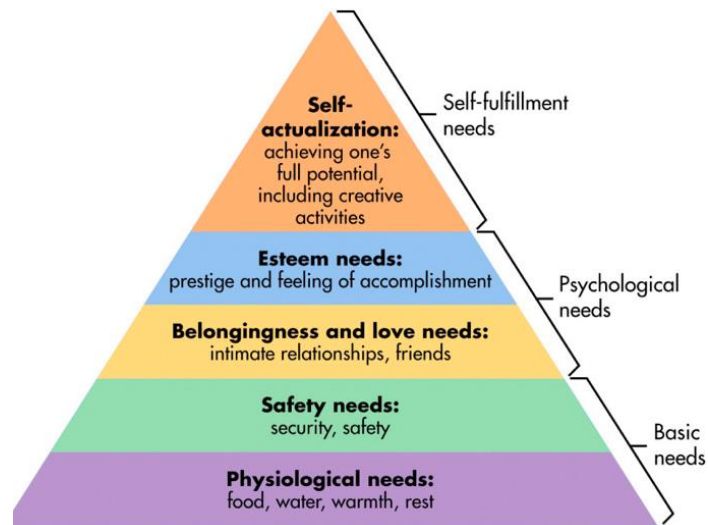 Self-
actualization:
achieving one's
full potential,
including creative
activities
Self-fulfillment
needs
Esteem needs:
prestige and feeling of accomplishment
Psychological
needs
Belongingness and love needs:
intimate relationships, friends
Safety needs:
security, safety
Basic
needs
Physiological needs:
food, water, warmth, rest